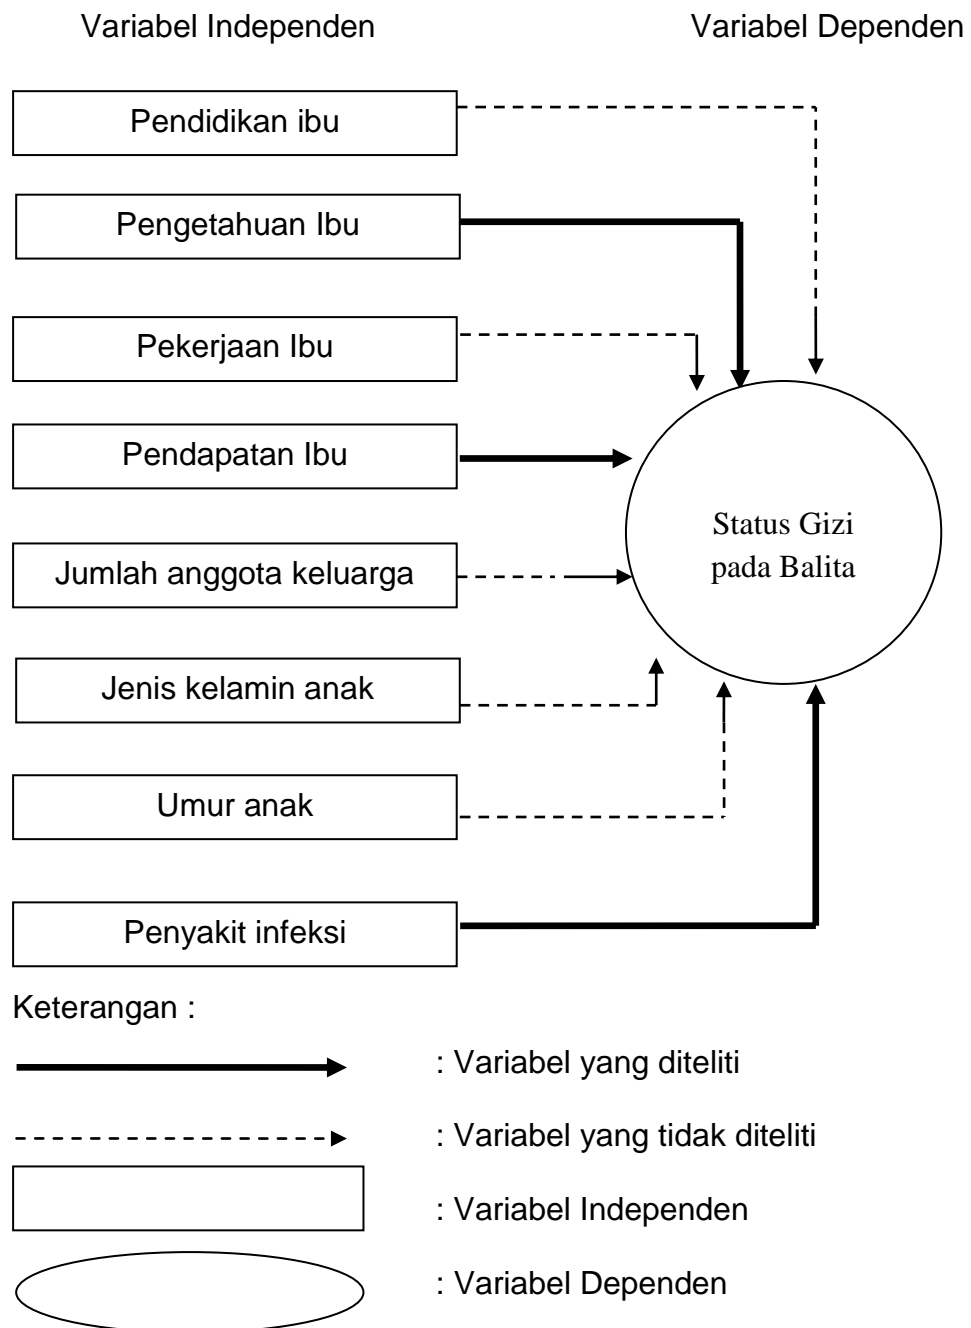 Variabel Independen
Variabel Dependen
Pendidikan ibu
Pengetahuan Ibu
Pekerjaan Ibu
Pendapatan Ibu
Jumlah anggota keluarga
Jenis kelamin anak
Umur anak
Penyakit infeksi
Status Gizi
pada Balita
Keterangan :
: Variabel yang diteliti
: Variabel yang tidak diteliti
: Variabel Independen
: Variabel Dependen